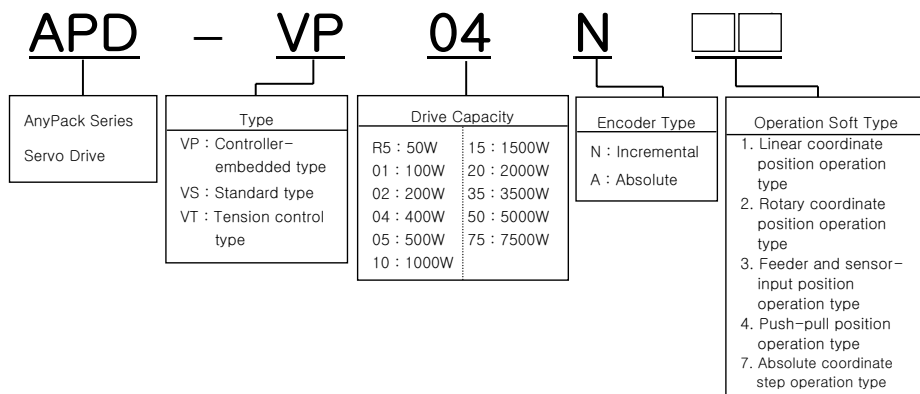 APD - VP 04 N □□
AnyPack Series
Servo Drive
Type
VP : Controller-
embedded type
VS : Standard type
VT : Tension control
type
Drive Capacity
R5 : 50W 15 : 1500W
01 : 100W 20 : 2000W
02 : 200W 35 : 3500W
04 : 400W 50 : 5000W
05 : 500W 75 : 7500W
10 : 1000W
Encoder Type
N : Incremental
A : Absolute
Operation Soft Type
1. Linear coordinate
position operation
type
2. Rotary coordinate
position operation
type
3. Feeder and sensor-
input position
operation type
4. Push-pull position
operation type
7. Absolute coordinate
step operation type